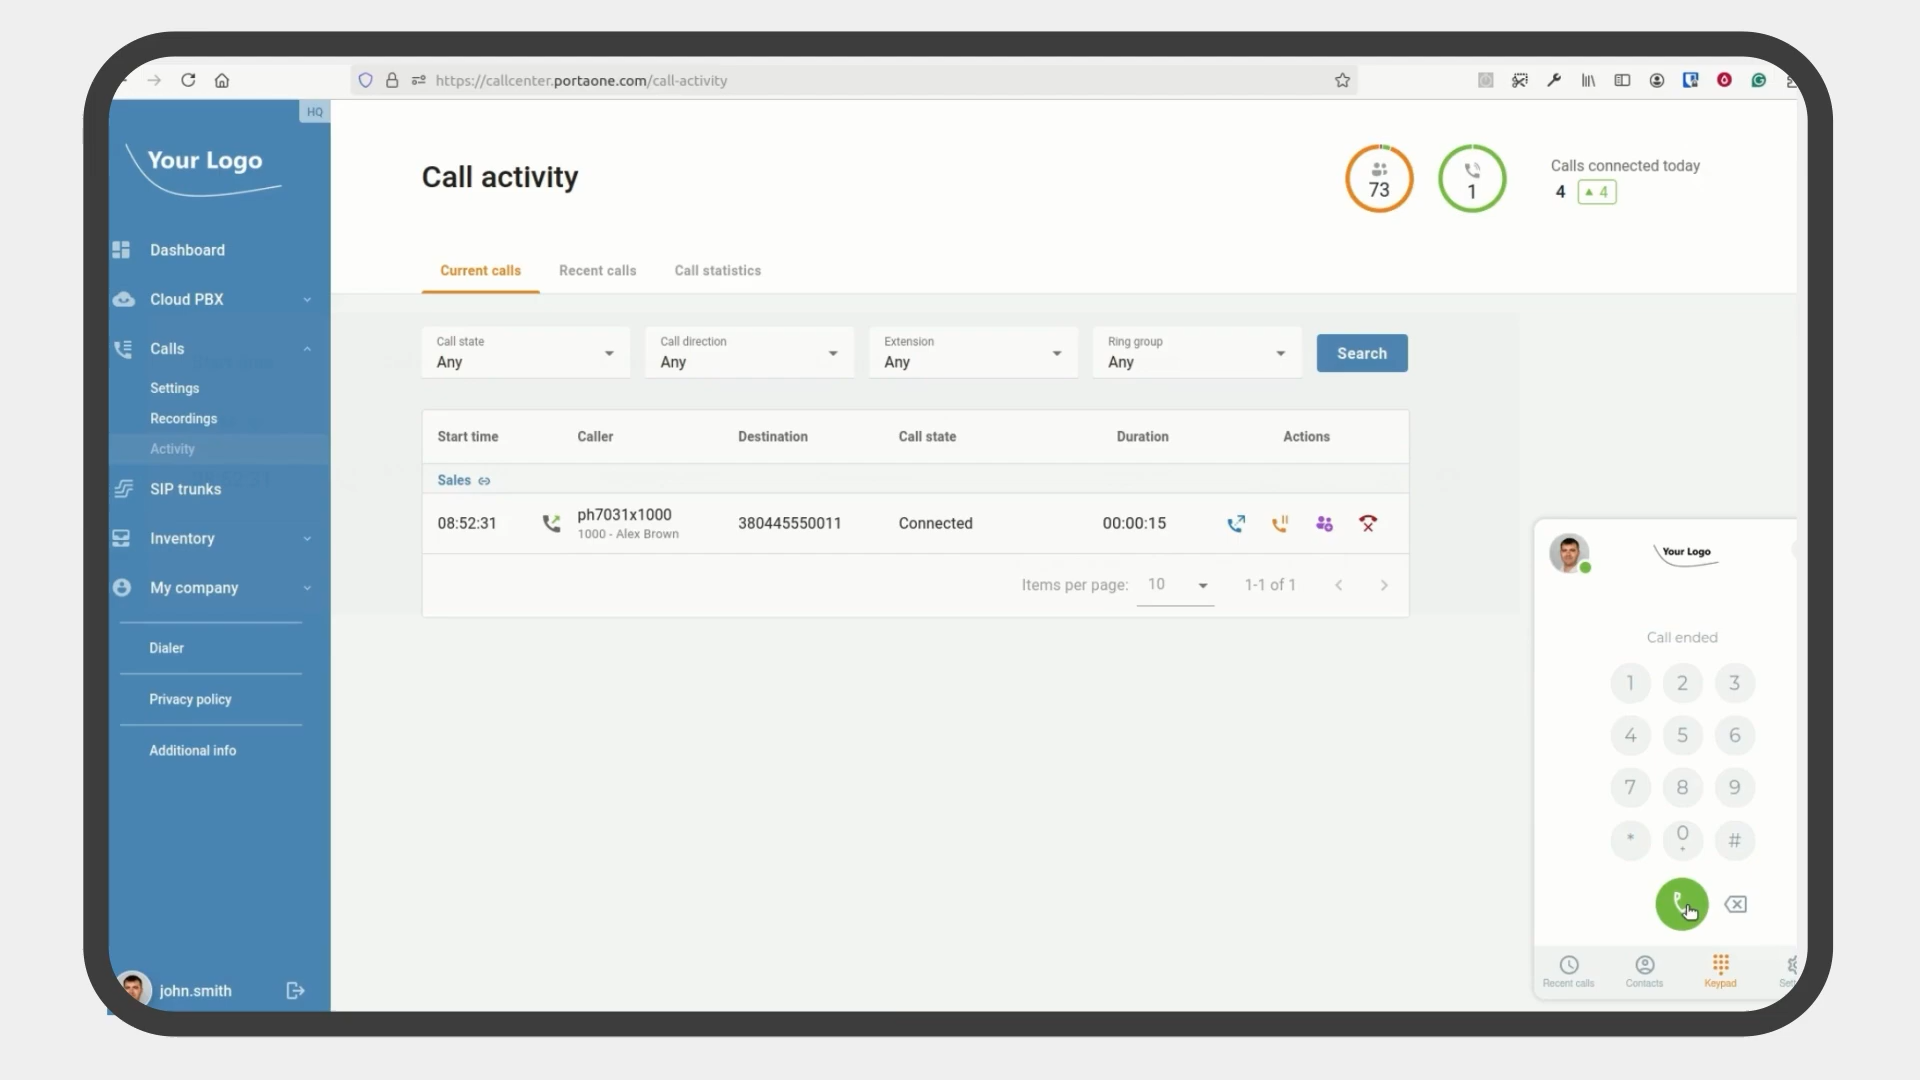 https://callcenter.portaone.com/call-activity
HQ
Your Logo
Dashboard
Cloud PBX
Calls
Settings
Recordings
Activity
SIP trunks
Inventory
My company
Dialer
Privacy policy
Additional info
john.smith
Call activity
73
1
Calls connected today
4 ▲ 4
Current calls Recent calls Call statistics
Call state Call direction Extension Ring group
Any Any Any Any
Search
Start time Caller Destination Call state Duration Actions
Sales
08:52:31 ph7031x1000 380445550011 Connected 00:00:15
1000 - Alex Brown
Items per page: 10 1-1 of 1
Your Logo
Call ended
1 2 3
4 5 6
7 8 9
* 0 #
+
Recent calls Contacts Keypad